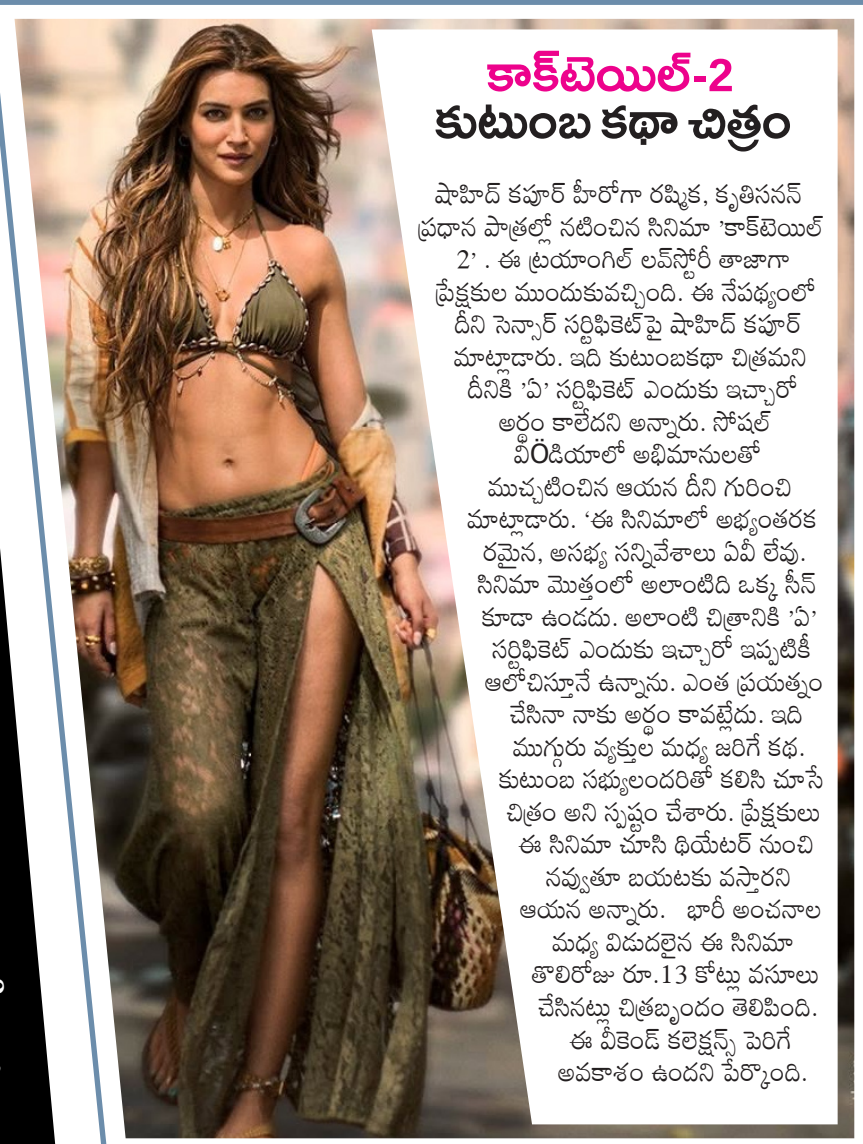 కాక్‌టెయిల్-2
కుటుంబ కథా చిత్రం
షాహిద్ కపూర్ హీరోగా రష్మిక, కృతిసనన్
ప్రధాన పాత్రల్లో నటించిన సినిమా 'కాక్‌టెయిల్
2' . ఈ ట్రయాంగిల్ లవ్‌స్టోరీ తాజాగా
ప్రేక్షకుల ముందుకువచ్చింది. ఈ నేపథ్యంలో
దీని సెన్సార్ సర్టిఫికెట్‌పై షాహిద్ కపూర్
మాట్లాడారు. ఇది కుటుంబకథా చిత్రమని
దీనికి 'ఏ' సర్టిఫికెట్ ఎందుకు ఇచ్చారో
అర్థం కాలేదని అన్నారు. సోషల్
విÖడియాలో అభిమానులతో
ముచ్చటించిన ఆయన దీని గురించి
మాట్లాడారు. 'ఈ సినిమాలో అభ్యంతరక
రమైన, అసభ్య సన్నివేశాలు ఏవీ లేవు.
సినిమా మొత్తంలో అలాంటిది ఒక్క సీన్
కూడా ఉండదు. అలాంటి చిత్రానికి 'ఏ'
సర్టిఫికెట్ ఎందుకు ఇచ్చారో ఇప్పటికీ
ఆలోచిస్తూనే ఉన్నాను. ఎంత ప్రయత్నం
చేసినా నాకు అర్థం కావట్లేదు. ఇది
ముగ్గురు వ్యక్తుల మధ్య జరిగే కథ.
కుటుంబ సభ్యులందరితో కలిసి చూసే
చిత్రం అని స్పష్టం చేశారు. ప్రేక్షకులు
ఈ సినిమా చూసి థియేటర్ నుంచి
నవ్వుతూ బయటకు వస్తారని
ఆయన అన్నారు. భారీ అంచనాల
మధ్య విడుదలైన ఈ సినిమా
తొలిరోజు రూ.13 కోట్లు వసూలు
చేసినట్లు చిత్రబృందం తెలిపింది.
ఈ వీకెండ్ కలెక్షన్స్ పెరిగే
అవకాశం ఉందని పేర్కొంది.